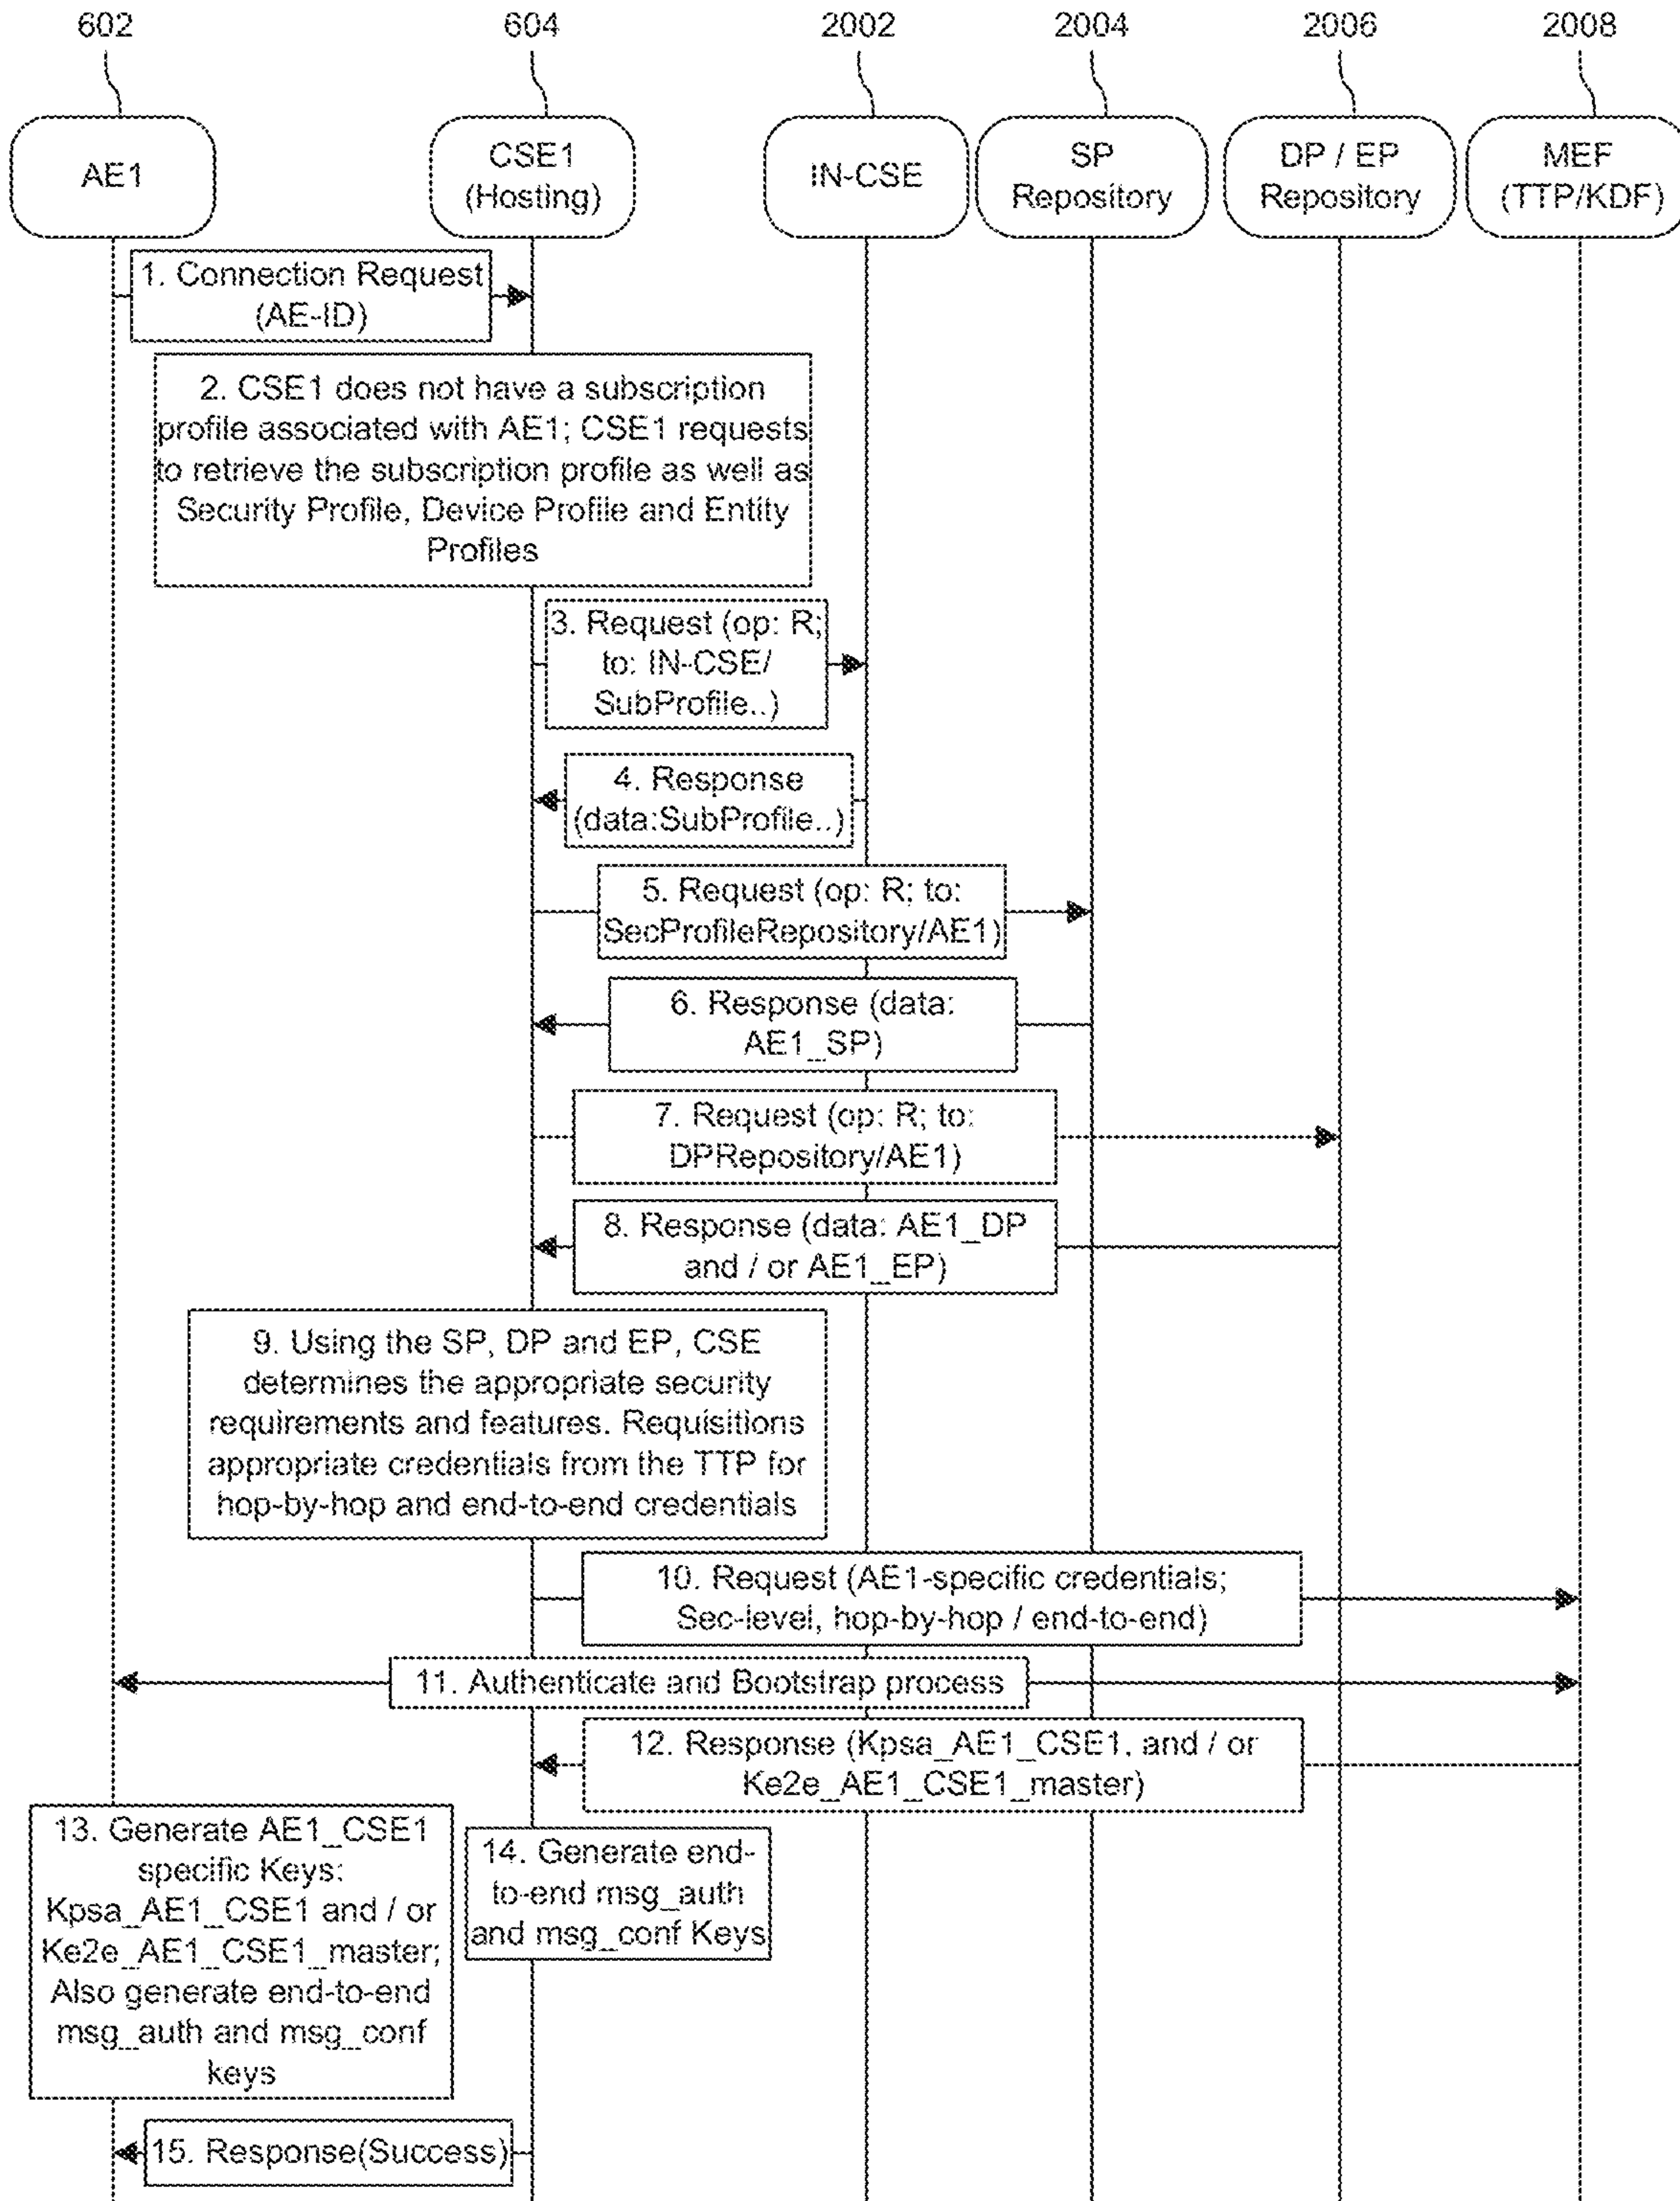 602
604
2002
2004
2006
2008
AE1
CSE1
(Hosting)
IN-CSE
SP
Repository
DP / EP
Repository
MEF
(TTP/KDF)
1. Connection Request
(AE-ID)
2. CSE1 does not have a subscription
profile associated with AE1; CSE1 requests
to retrieve the subscription profile as well as
Security Profile, Device Profile and Entity
Profiles
3. Request (op: R;
to: IN-CSE/
SubProfile..)
4. Response
(data:SubProfile..)
5. Request (op: R; to:
SecProfileRepository/AE1)
6. Response (data:
AE1_SP)
7. Request (op: R; to:
DPRepository/AE1)
8. Response (data: AE1_DP
and / or AE1_EP)
9. Using the SP, DP and EP, CSE
determines the appropriate security
requirements and features. Requisitions
appropriate credentials from the TTP for
hop-by-hop and end-to-end credentials
10. Request (AE1-specific credentials;
Sec-level, hop-by-hop / end-to-end)
11. Authenticate and Bootstrap process
12. Response (Kpsa_AE1_CSE1, and / or
Ke2e_AE1_CSE1_master)
13. Generate AE1_CSE1
specific Keys:
Kpsa_AE1_CSE1 and / or
Ke2e_AE1_CSE1_master;
Also generate end-to-end
msg_auth and msg_conf
keys
14. Generate end-
to-end msg_auth
and msg_conf Keys
15. Response(Success)